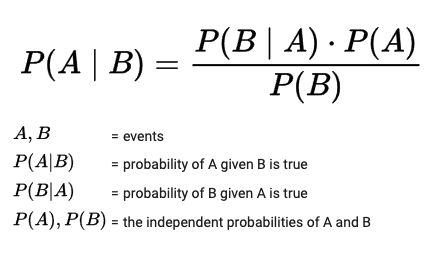 P(A | B) = P(B | A) · P(A) / P(B)
A, B = events
P(A|B) = probability of A given B is true
P(B|A) = probability of B given A is true
P(A), P(B) = the independent probabilities of A and B